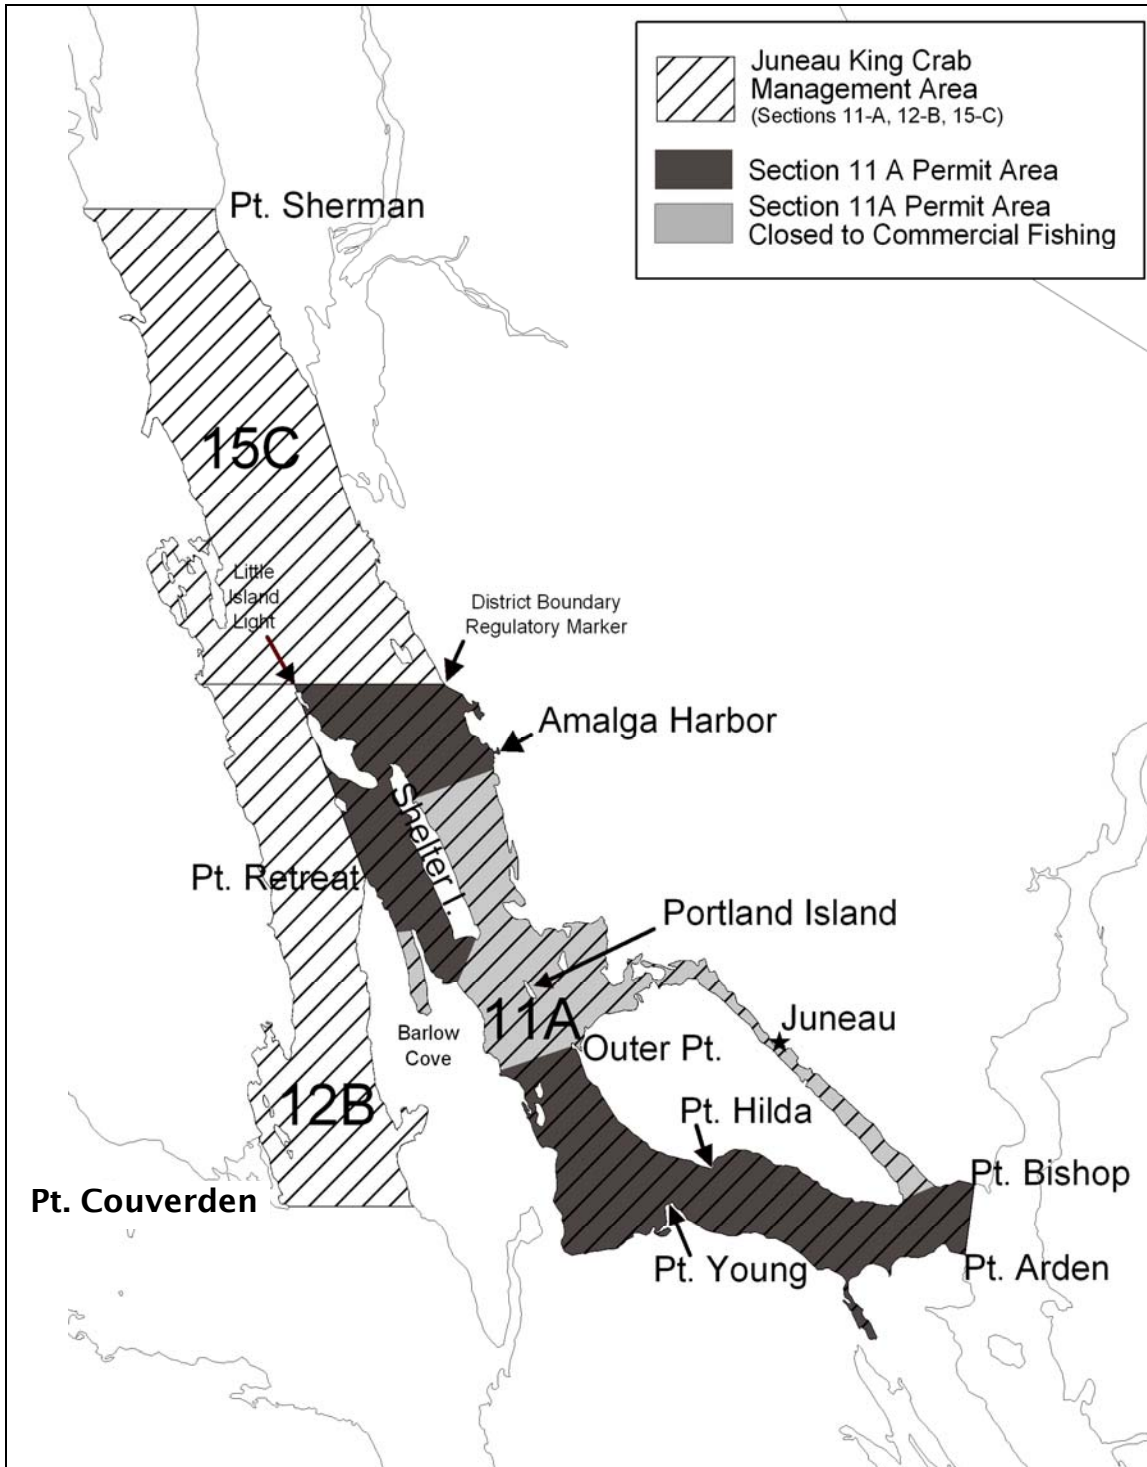 Juneau King Crab
Management Area
(Sections 11-A, 12-B, 15-C)
Section 11 A Permit Area
Section 11A Permit Area
Closed to Commercial Fishing
Pt. Sherman
15C
Little
Island
Light
District Boundary
Regulatory Marker
Amalga Harbor
Shelter I.
Pt. Retreat
Portland Island
11A
Juneau
Barlow
Cove
Outer Pt.
12B
Pt. Hilda
Pt. Bishop
Pt. Couverden
Pt. Young
Pt. Arden